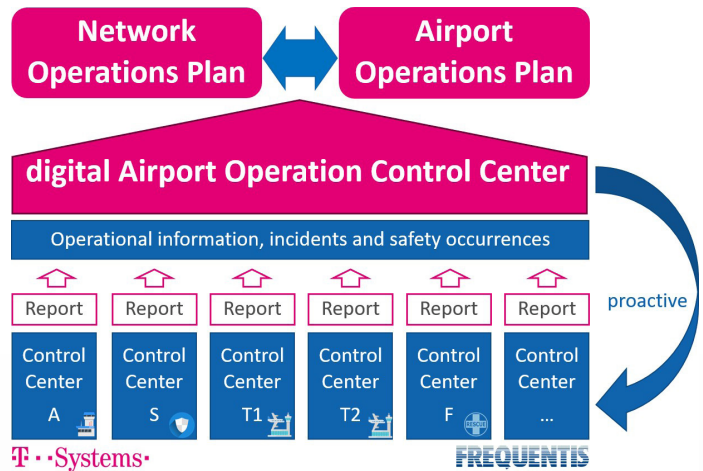 Network
Operations Plan
Airport
Operations Plan
digital Airport Operation Control Center
Operational information, incidents and safety occurrences
Report
Report
Report
Report
Report
Report
proactive
Control
Center
A
Control
Center
S
Control
Center
T1
Control
Center
T2
Control
Center
F
Control
Center
...
T · · Systems ·
FREQUENTIS